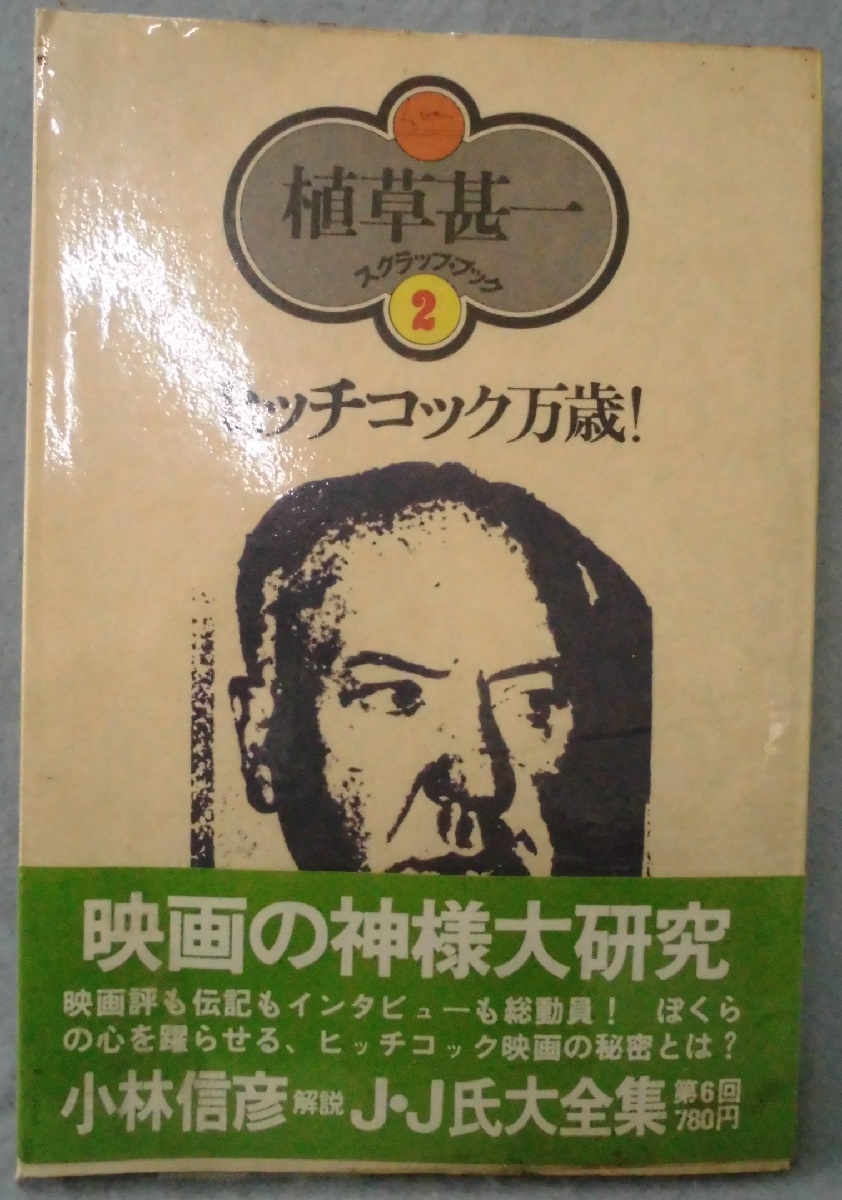 植草甚一
スクラップ・ブック
2
ヒッチコック万歳!
映画の神様大研究
映画評も伝記もインタビューも総動員! ぼくら
の心を躍らせる、ヒッチコック映画の秘密とは?
小林信彦 解説 J・J氏大全集 第6回
780円